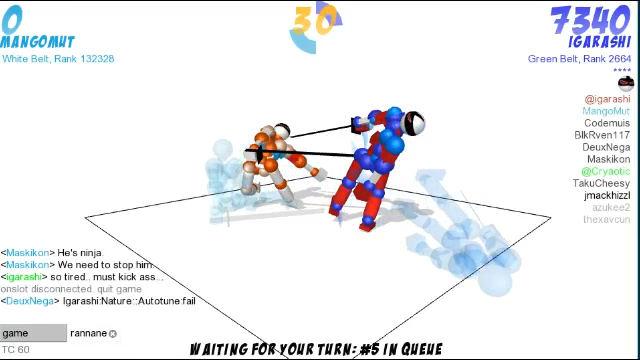 0
MANGOMUT
White Belt, Rank 132328
30
7340
IGARASHI
Green Belt, Rank 2664
****
@igarashi
MangoMut
Codemuis
BlkRven117
DeuxNega
Maskikon
@Cryaotic
TakuCheesy
jmackhizzl
azukee2
thexavcun
<Maskikon> He's ninja.
<Maskikon> We need to stop him.
<igarashi> so tired.. must kick ass...
onslot disconnected. quit game
<DeuxNega> Igarashi:Nature::Autotune:fail
game
rannane
TC 60
WAITING FOR YOUR TURN: #5 IN QUEUE